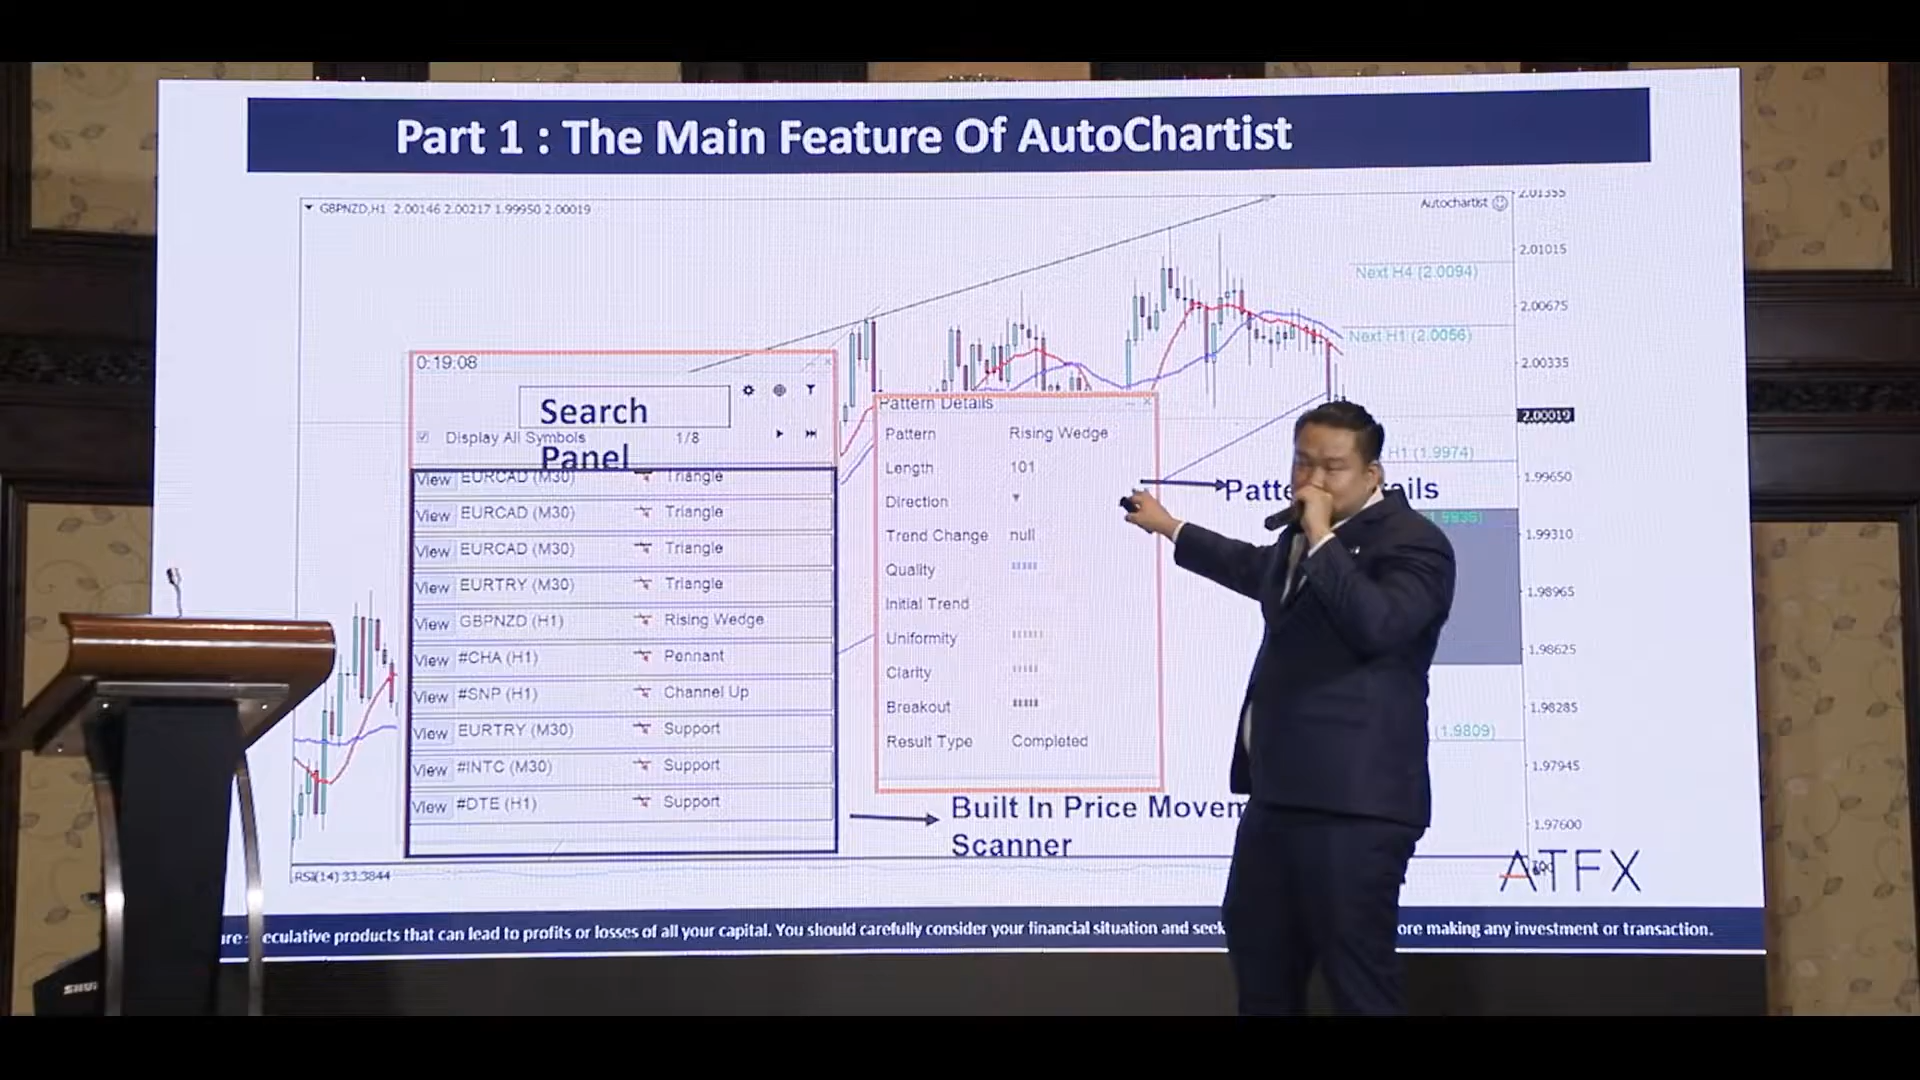 Part 1 : The Main Feature Of AutoChartist
GBPNZD,H1 2.00146 2.00217 1.99950 2.00019
Autochartist
2.01355
2.01015
Next H4 (2.0094)
2.00675
Next H1 (2.0056)
2.00335
2.00019
H1 (1.9974)
1.99650
1.99310
1.98965
1.98625
1.98285
(1.9809)
1.97945
1.97600
0:19:08
Search
Display All Symbols 1/8
Panel
View EURCAD (M30) Triangle
View EURCAD (M30) Triangle
View EURCAD (M30) Triangle
View EURTRY (M30) Triangle
View GBPNZD (H1) Rising Wedge
View #CHA (H1) Pennant
View #SNP (H1) Channel Up
View EURTRY (M30) Support
View #INTC (M30) Support
View #DTE (H1) Support
Pattern Details
Pattern Rising Wedge
Length 101
Direction
Trend Change null
Quality
Initial Trend
Uniformity
Clarity
Breakout
Result Type Completed
Patte ails
Built In Price Movem
Scanner
RSI(14) 33.3844
ATFX
eculative products that can lead to profits or losses of all your capital. You should carefully consider your financial situation and seek ore making any investment or transaction.
SHURE